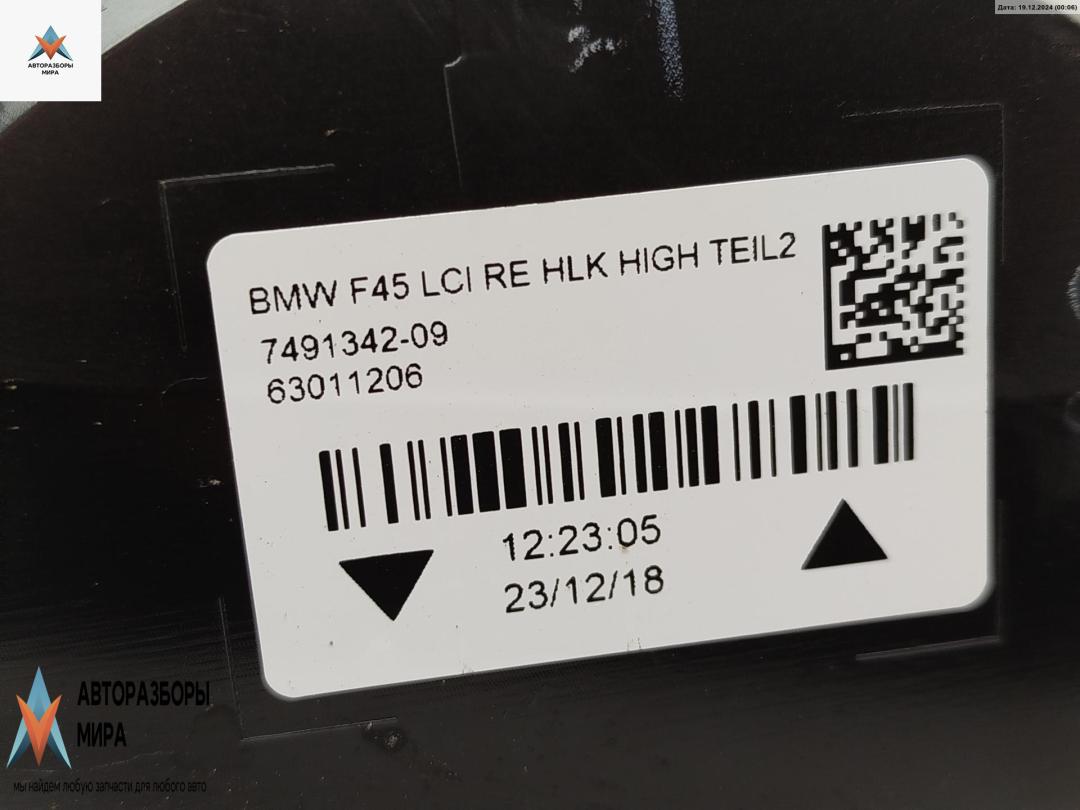 Дата: 19.12.2024 (00:06)
АВТОРАЗБОРЫ
МИРА
BMW F45 LCI RE HLK HIGH TEIL2
7491342-09
63011206
12:23:05
23/12/18
АВТОРАЗБОРЫ
МИРА
мы найдем любую запчасти для любого авто